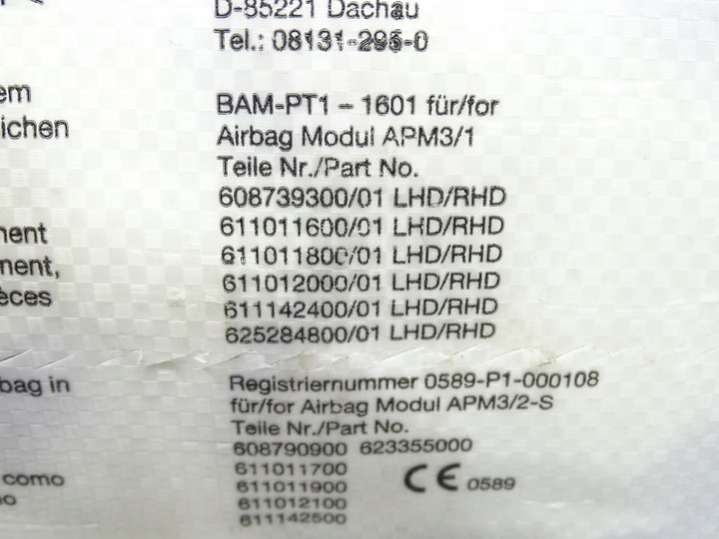 D-85221 Dachau
Tel.: 08131-295-0
em
ichen
BAM-PT1 – 1601 für/for
Airbag Modul APM3/1
Teile Nr./Part No.
608739300/01 LHD/RHD
611011600/01 LHD/RHD
611011800/01 LHD/RHD
611012000/01 LHD/RHD
611142400/01 LHD/RHD
625284800/01 LHD/RHD
nent
nent,
èces
bag in
Registriernummer 0589-P1-000108
für/for Airbag Modul APM3/2-S
Teile Nr./Part No.
608790900 623355000
611011700
611011900
611012100
611142500
CE 0589
como